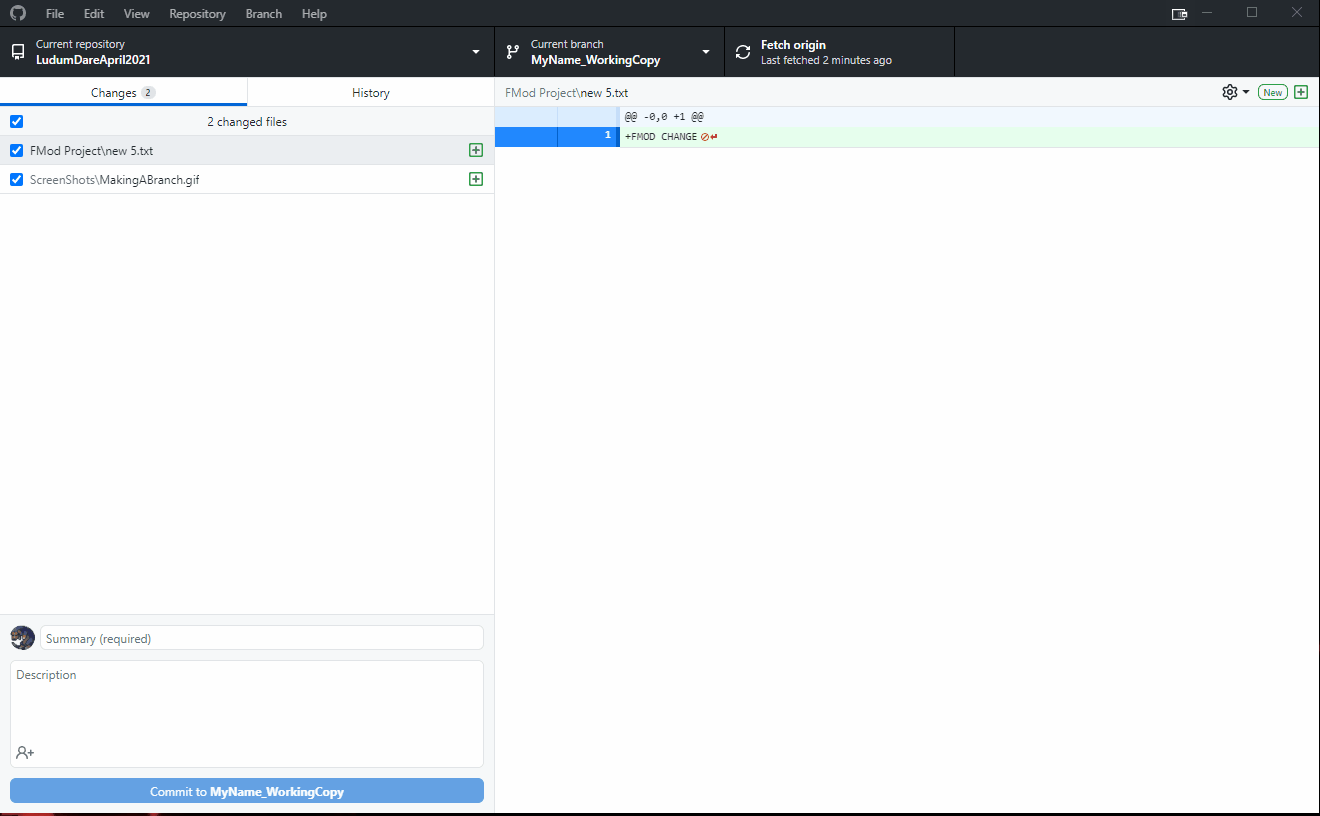 File Edit View Repository Branch Help
Current repository
LudumDareApril2021
Current branch
MyName_WorkingCopy
Fetch origin
Last fetched 2 minutes ago
Changes 2
History
FMod Project\new 5.txt
New
2 changed files
@@ -0,0 +1 @@
FMod Project\new 5.txt
1 +FMOD CHANGE
ScreenShots\MakingABranch.gif
Summary (required)
Description
Commit to MyName_WorkingCopy